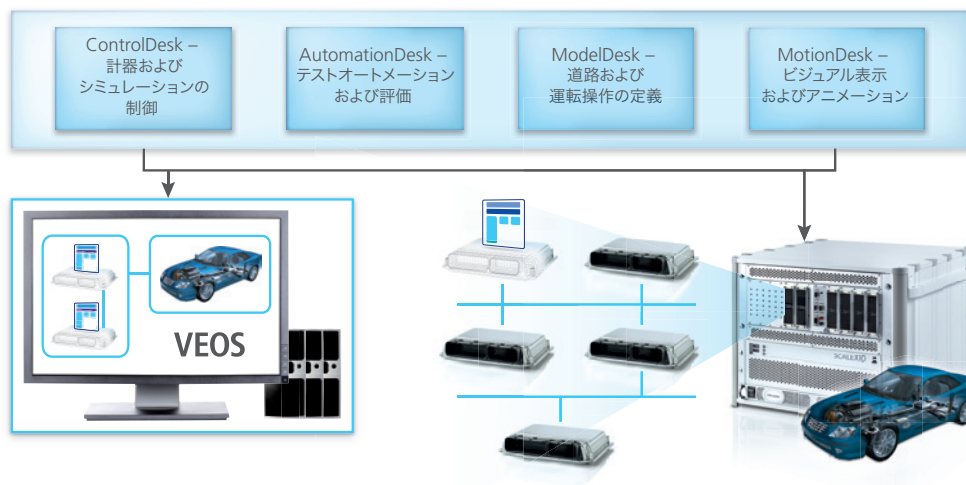 ControlDesk –
計器および
シミュレーションの
制御
AutomationDesk –
テストオートメーション
および評価
ModelDesk –
道路および
運転操作の定義
MotionDesk –
ビジュアル表示
およびアニメーション
VEOS
SCALEXIO